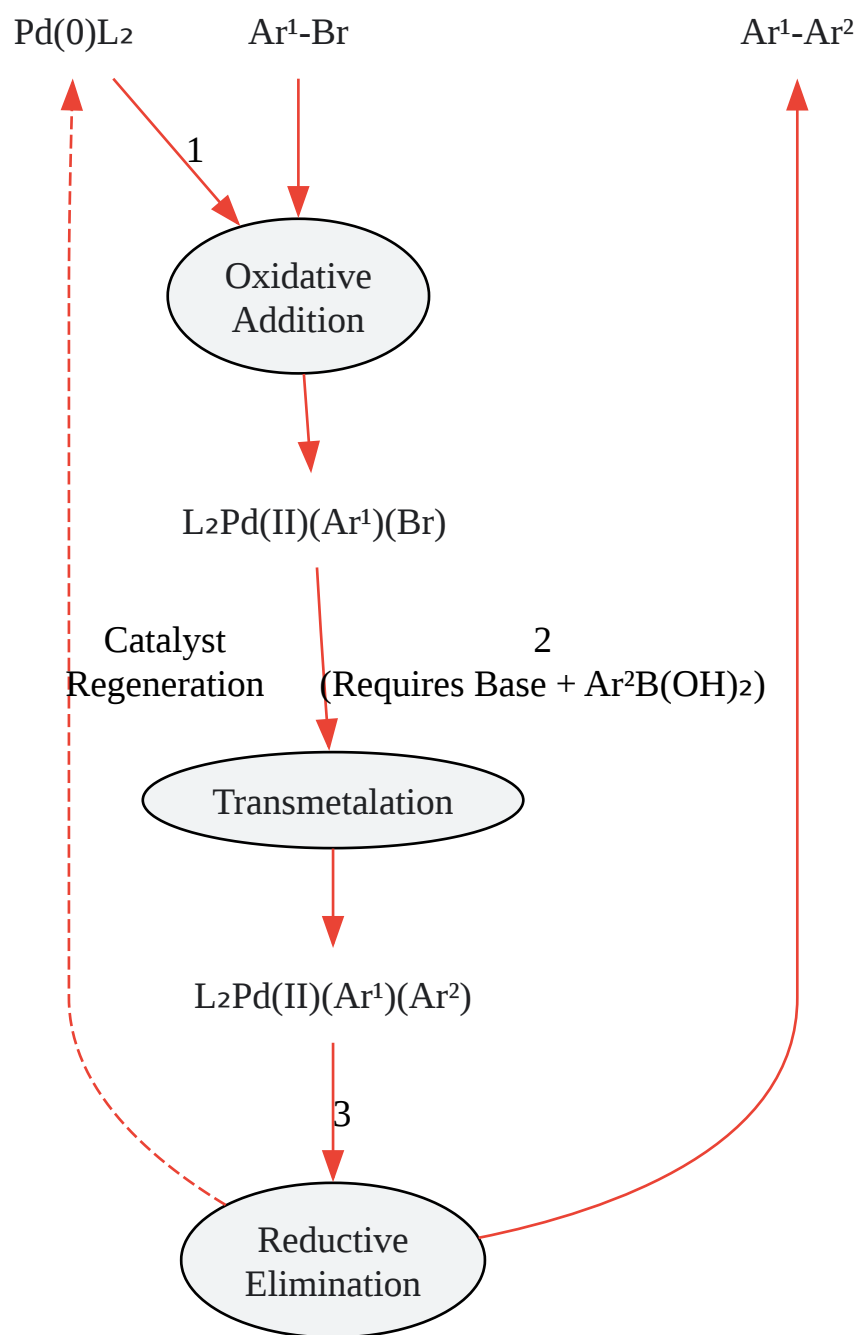 Pd(0)L₂
Ar¹-Br
Ar¹-Ar²
1
Oxidative
Addition
L₂Pd(II)(Ar¹)(Br)
Catalyst
Regeneration
2
(Requires Base + Ar²B(OH)₂)
Transmetalation
L₂Pd(II)(Ar¹)(Ar²)
3
Reductive
Elimination